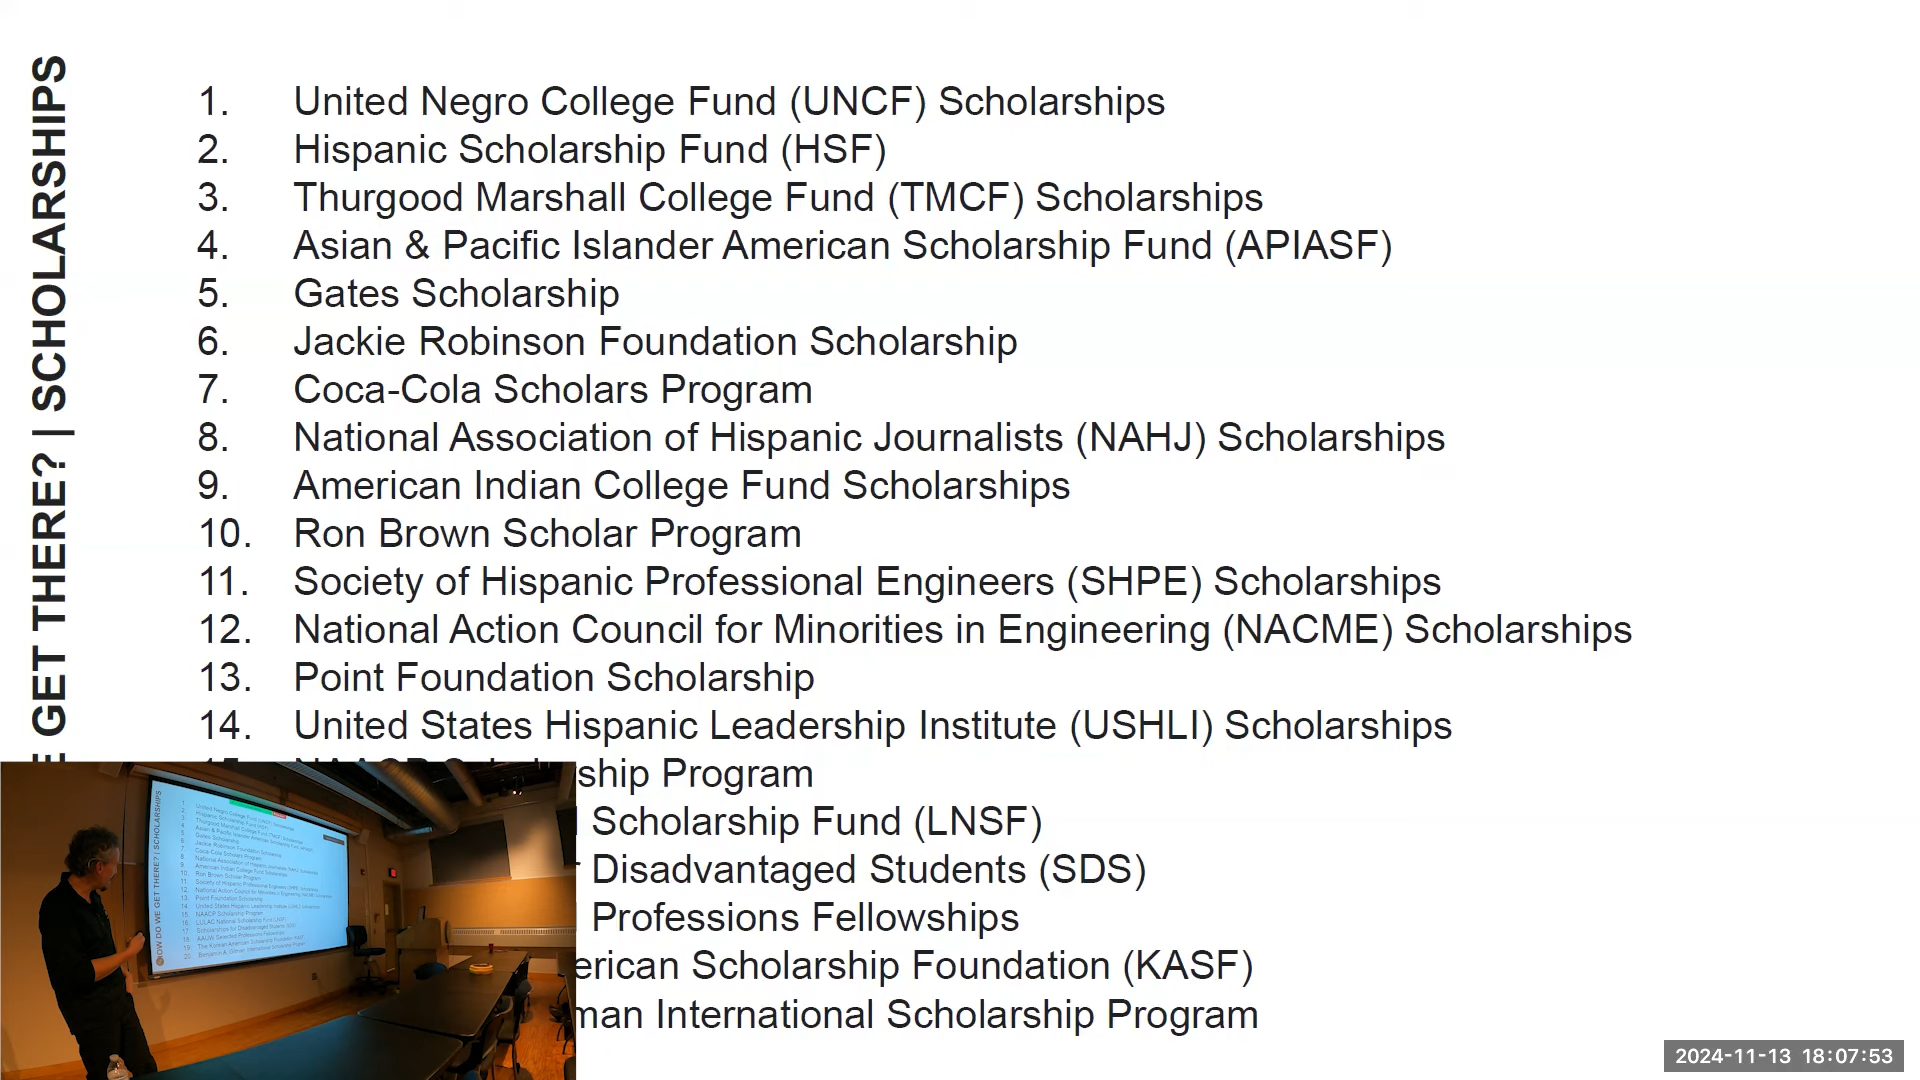 E GET THERE? | SCHOLARSHIPS
1. United Negro College Fund (UNCF) Scholarships
2. Hispanic Scholarship Fund (HSF)
3. Thurgood Marshall College Fund (TMCF) Scholarships
4. Asian & Pacific Islander American Scholarship Fund (APIASF)
5. Gates Scholarship
6. Jackie Robinson Foundation Scholarship
7. Coca-Cola Scholars Program
8. National Association of Hispanic Journalists (NAHJ) Scholarships
9. American Indian College Fund Scholarships
10. Ron Brown Scholar Program
11. Society of Hispanic Professional Engineers (SHPE) Scholarships
12. National Action Council for Minorities in Engineering (NACME) Scholarships
13. Point Foundation Scholarship
14. United States Hispanic Leadership Institute (USHLI) Scholarships
15. NAACP Scholarship Program
Scholarship Fund (LNSF)
Disadvantaged Students (SDS)
Professions Fellowships
erican Scholarship Foundation (KASF)
man International Scholarship Program
2024-11-13 18:07:53